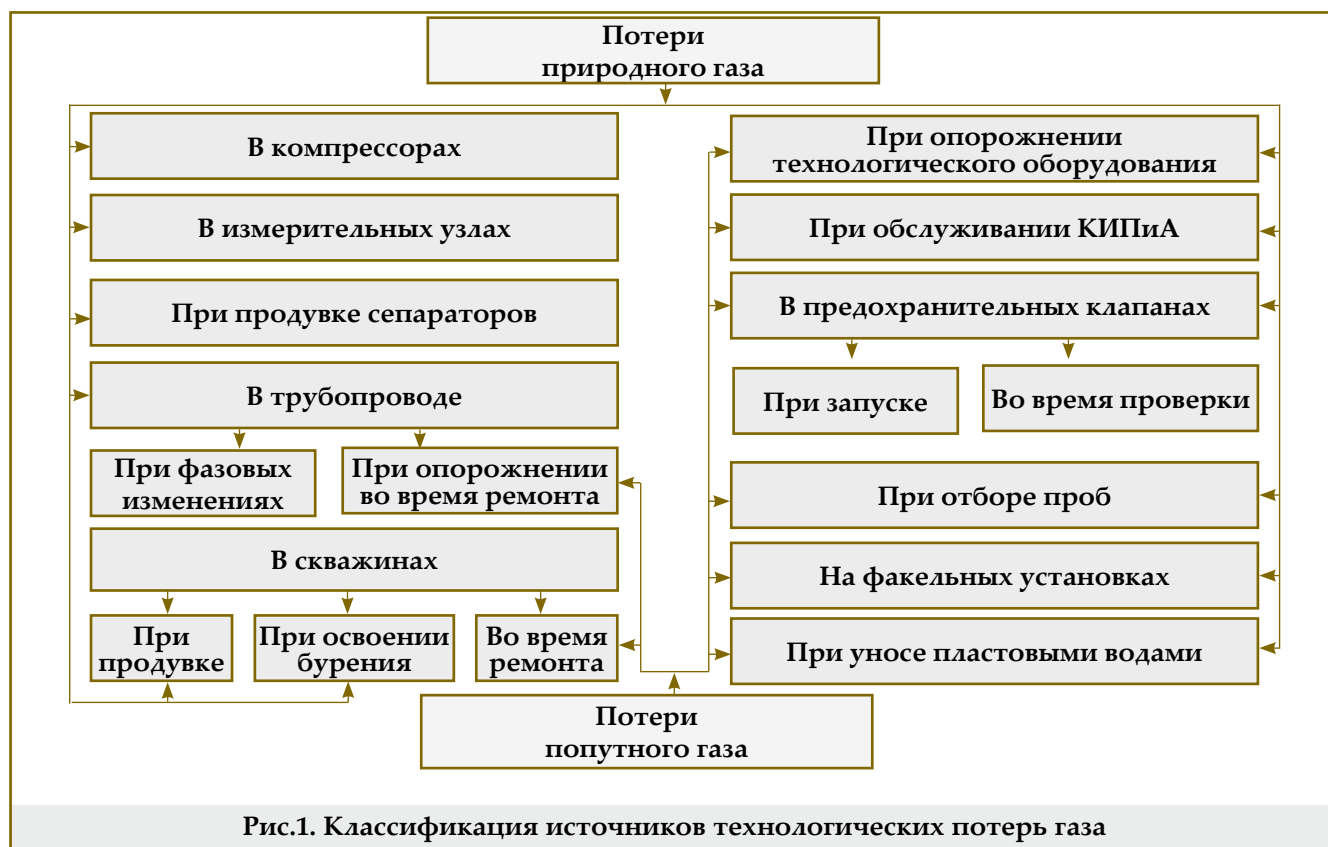 Потери
природного газа
В компрессорах
В измерительных узлах
При продувке сепараторов
В трубопроводе
При фазовых
изменениях
При опорожнении
во время ремонта
В скважинах
При
продувке
При освоении
бурения
Во время
ремонта
При опорожнении
технологического оборудования
При обслуживании КИПиА
В предохранительных клапанах
При запуске
Во время проверки
При отборе проб
На факельных установках
При уносе пластовыми водами
Потери
попутного газа
Рис.1. Классификация источников технологических потерь газа